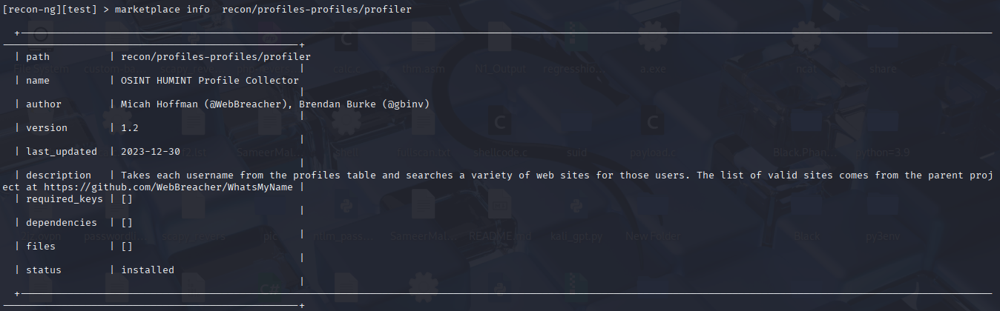 [recon-ng][test] > marketplace info  recon/profiles-profiles/profiler
| path | recon/profiles-profiles/profiler
|
| name | OSINT HUMINT Profile Collector
|
| author | Micah Hoffman (@WebBreacher), Brendan Burke (@gbinv)
|
| version | 1.2
|
| last_updated | 2023-12-30
|
| description | Takes each username from the profiles table and searches a variety of web sites for those users. The list of valid sites comes from the parent proj
ect at https://github.com/WebBreacher/WhatsMyName |
| required_keys | []
|
| dependencies | []
|
| files | []
|
| status | installed
|